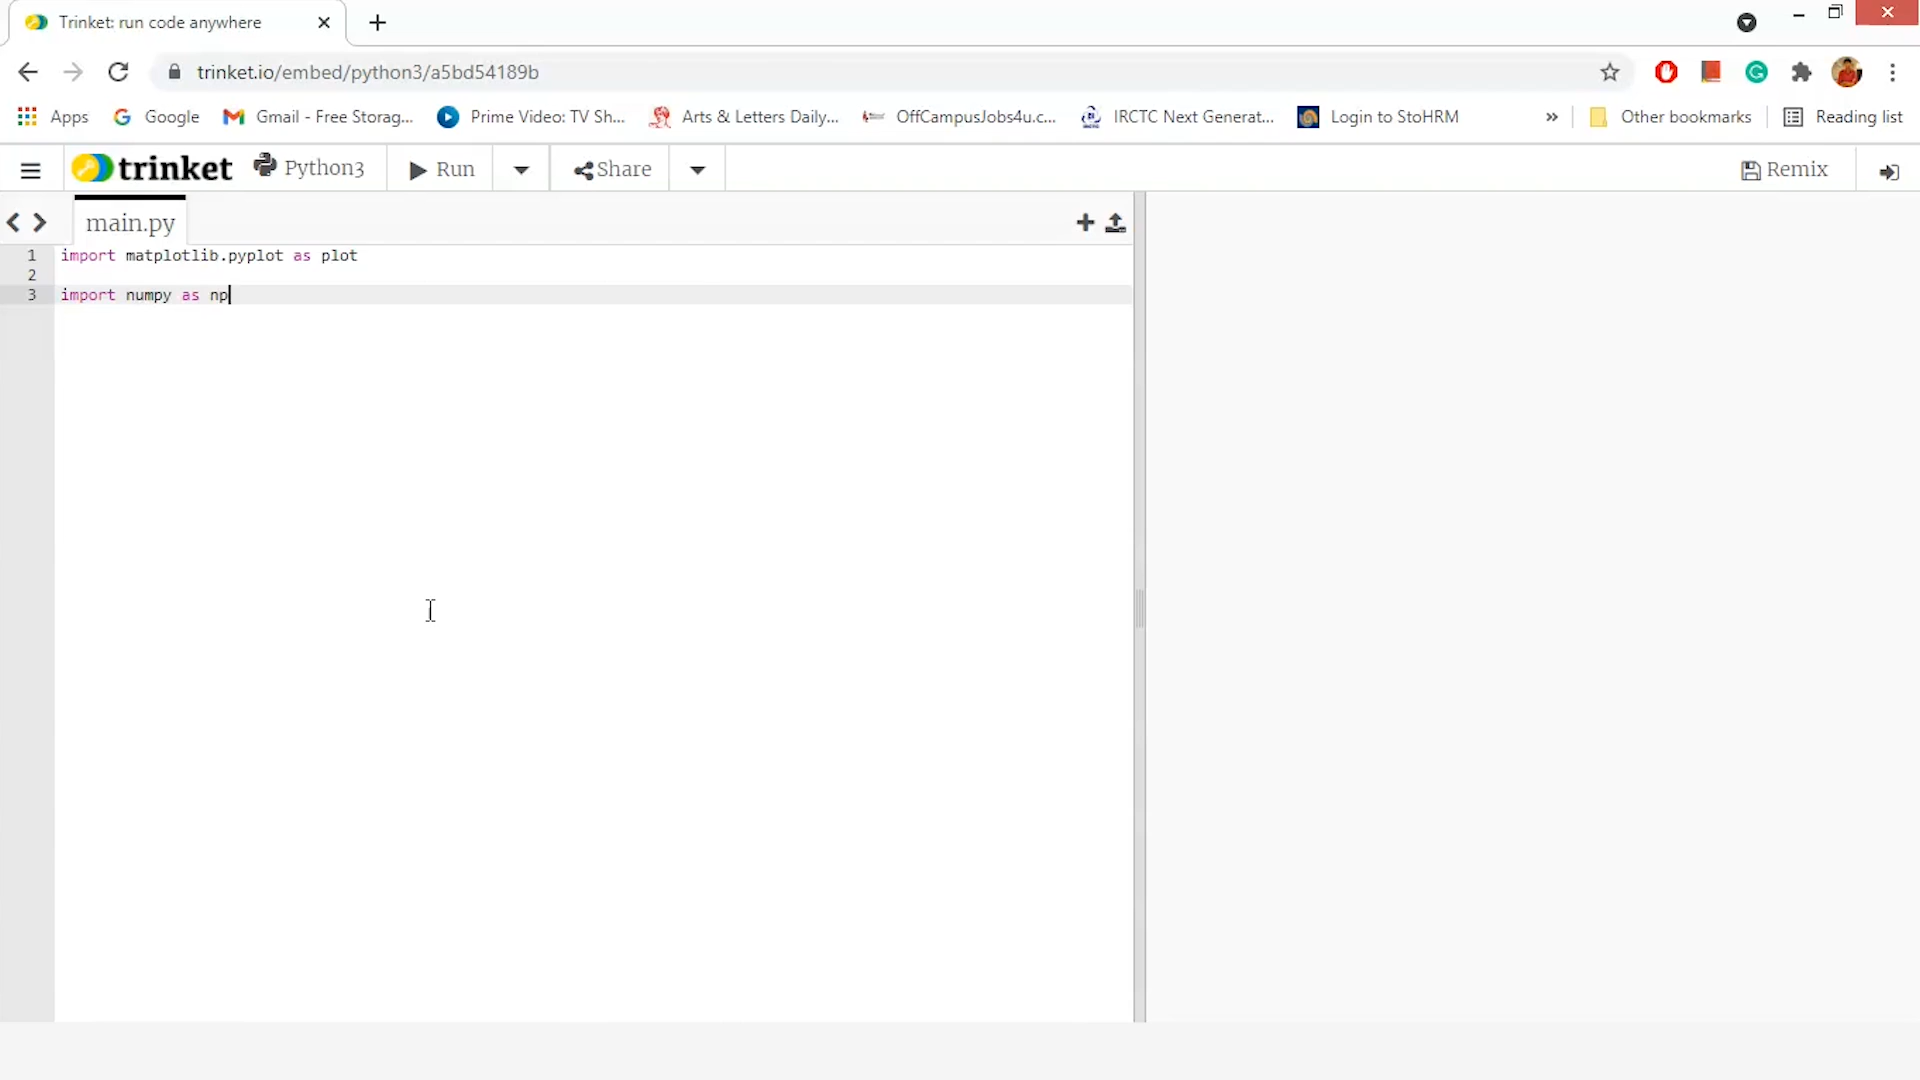 Trinket: run code anywhere
trinket.io/embed/python3/a5bd54189b
Apps Google Gmail - Free Storag... Prime Video: TV Sh... Arts & Letters Daily... OffCampusJobs4u.c... IRCTC Next Generat... Login to StoHRM » Other bookmarks Reading list
trinket Python3 Run Share Remix
main.py
1 import matplotlib.pyplot as plot
2
3 import numpy as np